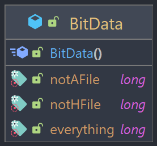 BitData
BitData()
notAFile long
notHFile long
everything long